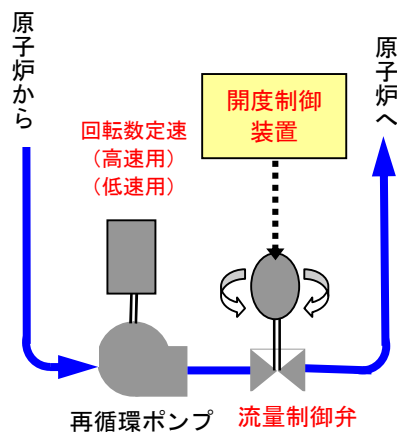 原子炉から
原子炉へ
開度制御
装置
回転数定速
（高速用）
（低速用）
再循環ポンプ
流量制御弁